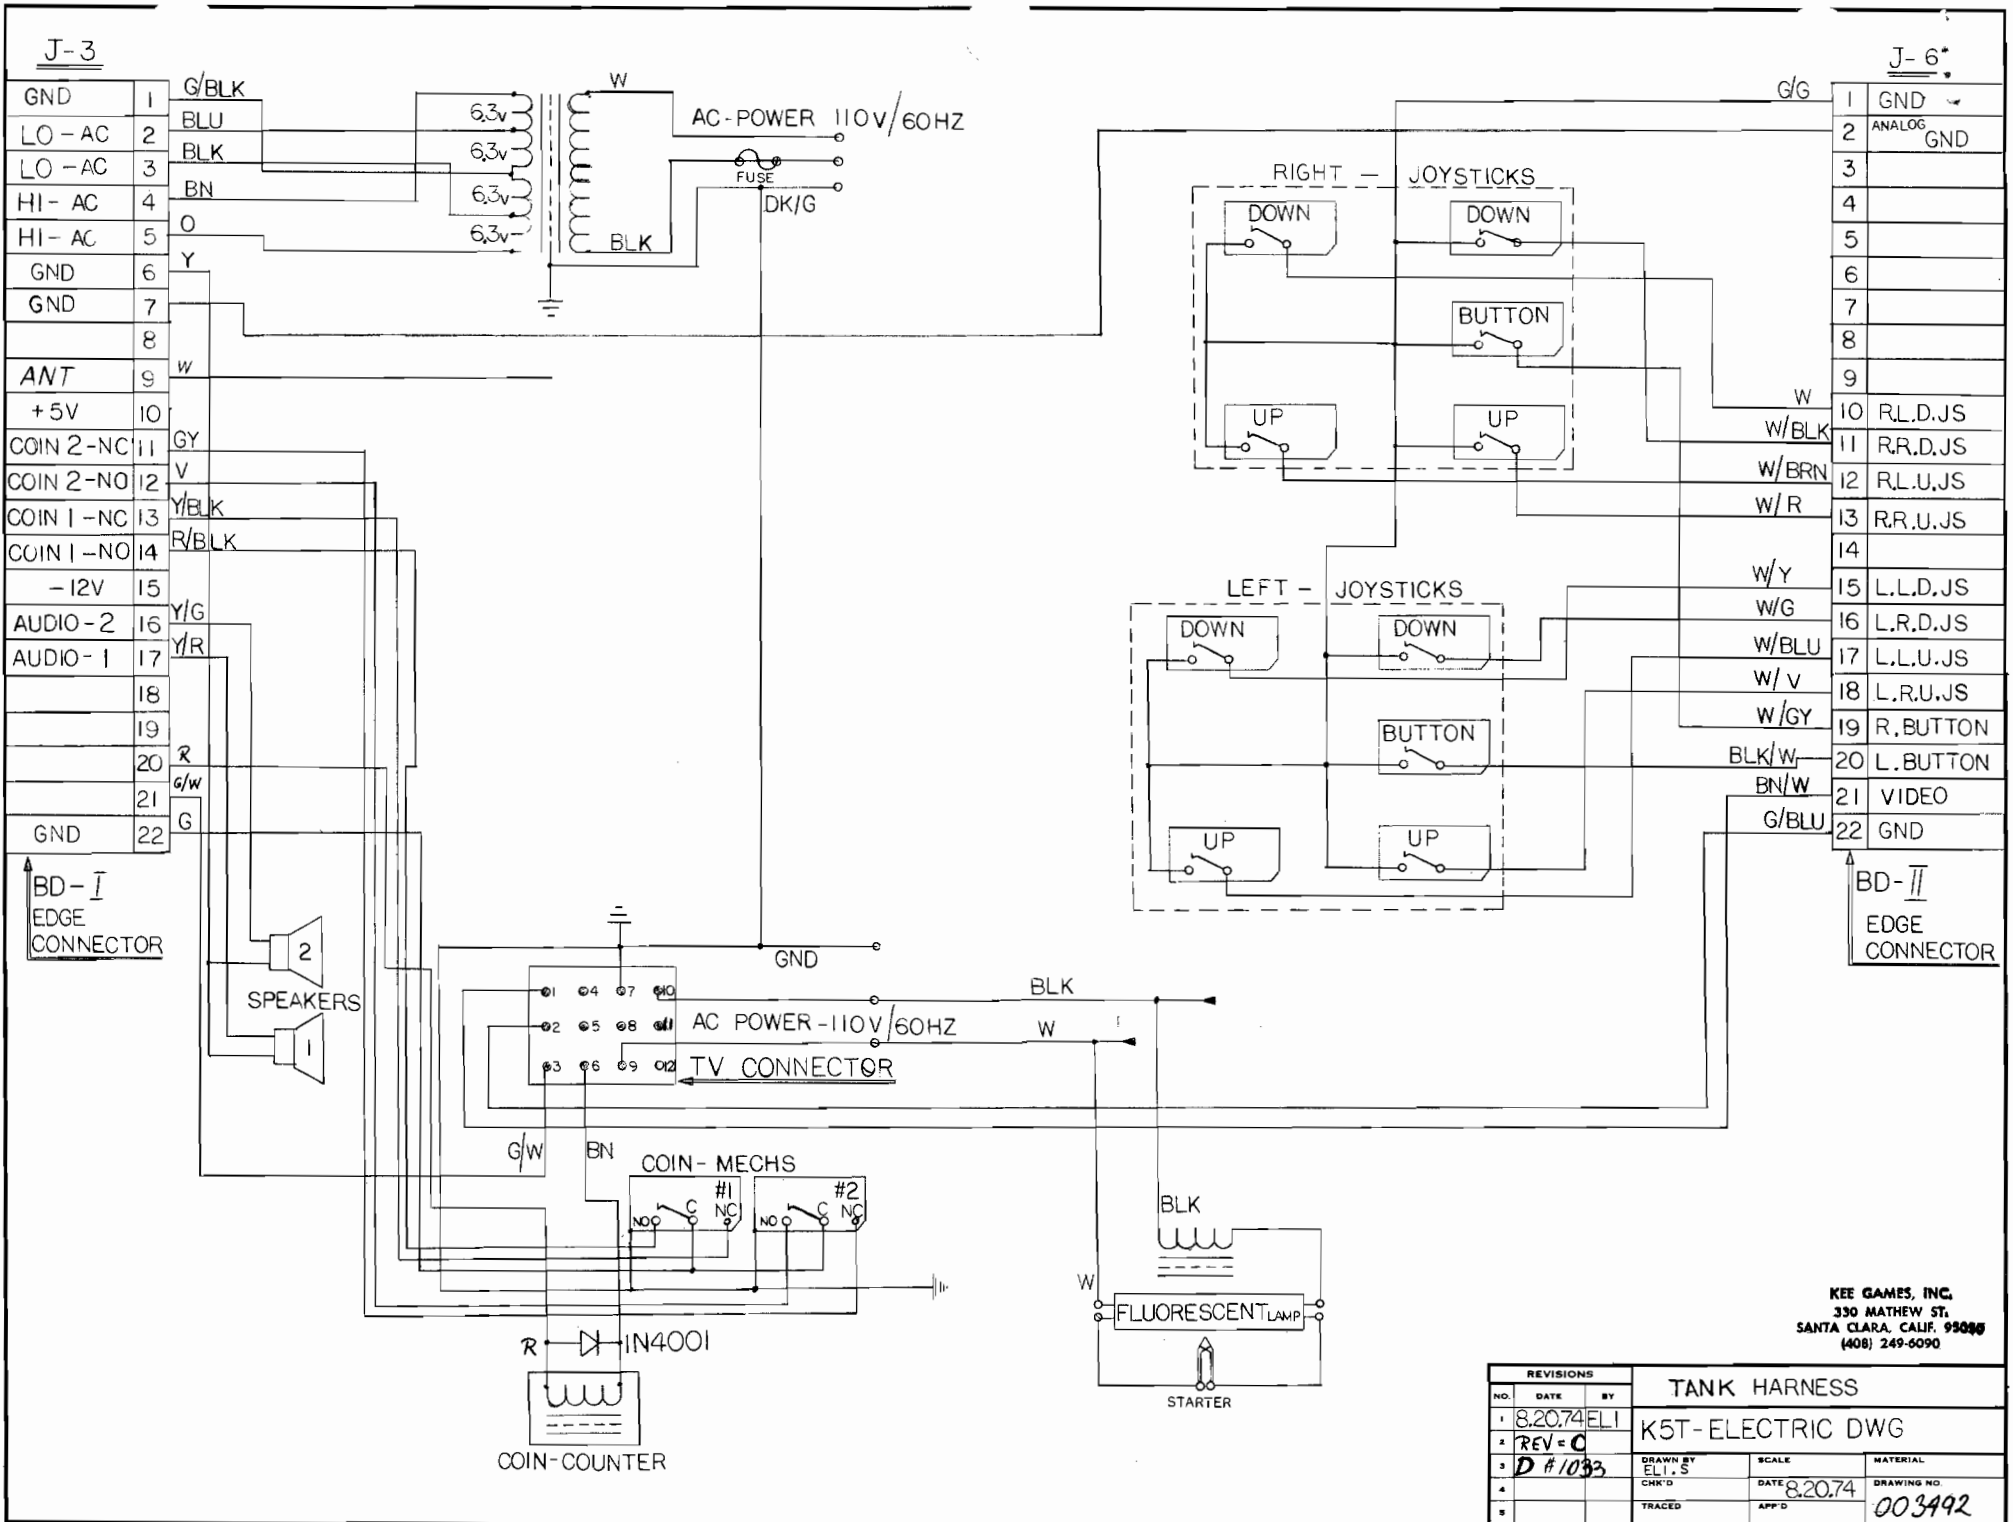 J-3
GND 1 G/BLK
LO-AC 2 BLU
LO-AC 3 BLK
HI-AC 4 BN
HI-AC 5 O
GND 6 Y
GND 7
8
ANT 9 W
+5V 10
COIN 2-NC 11 GY
COIN 2-NO 12 V
COIN 1-NC 13 Y/BLK
COIN 1-NO 14 R/BLK
-12V 15
AUDIO-2 16 Y/G
AUDIO-1 17 Y/R
18
19
20 R
21 G/W
GND 22 G
BD-I
EDGE
CONNECTOR
6.3v
6.3v
6.3v
6.3v
W
BLK
AC-POWER 110V/60HZ
FUSE
DK/G
2
SPEAKERS
1
GND
1 4 7 10
2 5 8 11
3 6 9 12
BLK
AC POWER-110V/60HZ
W
TV CONNECTOR
G/W
BN
COIN-MECHS
#1
NO C NC
#2
NO C NC
R
1N4001
COIN-COUNTER
BLK
W
FLUORESCENT LAMP
STARTER
RIGHT - JOYSTICKS
DOWN
DOWN
BUTTON
UP
UP
LEFT - JOYSTICKS
DOWN
DOWN
BUTTON
UP
UP
J-6
G/G 1 GND
2 ANALOG GND
3
4
5
6
7
8
9
W 10 R.L.D.JS
W/BLK 11 R.R.D.JS
W/BRN 12 R.L.U.JS
W/R 13 R.R.U.JS
14
W/Y 15 L.L.D.JS
W/G 16 L.R.D.JS
W/BLU 17 L.L.U.JS
W/V 18 L.R.U.JS
W/GY 19 R.BUTTON
BLK/W 20 L.BUTTON
BN/W 21 VIDEO
G/BLU 22 GND
BD-II
EDGE
CONNECTOR
KEE GAMES, INC.
330 MATHEW ST.
SANTA CLARA, CALIF. 95050
(408) 249-6090
REVISIONS
NO. DATE BY
1 8.20.74 ELI
2 REV=C
3 D #1033
4
5
TANK HARNESS
K5T-ELECTRIC DWG
DRAWN BY ELI.S
SCALE
MATERIAL
CHK'D
DATE 8.20.74
DRAWING NO. 003492
TRACED
APP'D